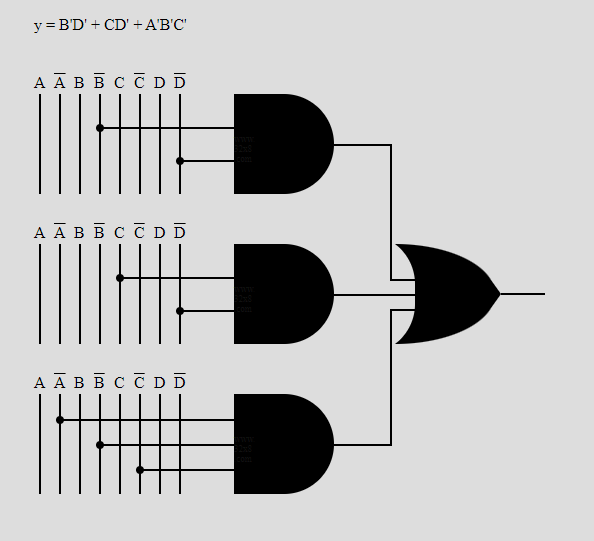 y = B'D' + CD' + A'B'C'
A A̅ B B̅ C C̅ D D̅
A A̅ B B̅ C C̅ D D̅
A A̅ B B̅ C C̅ D D̅